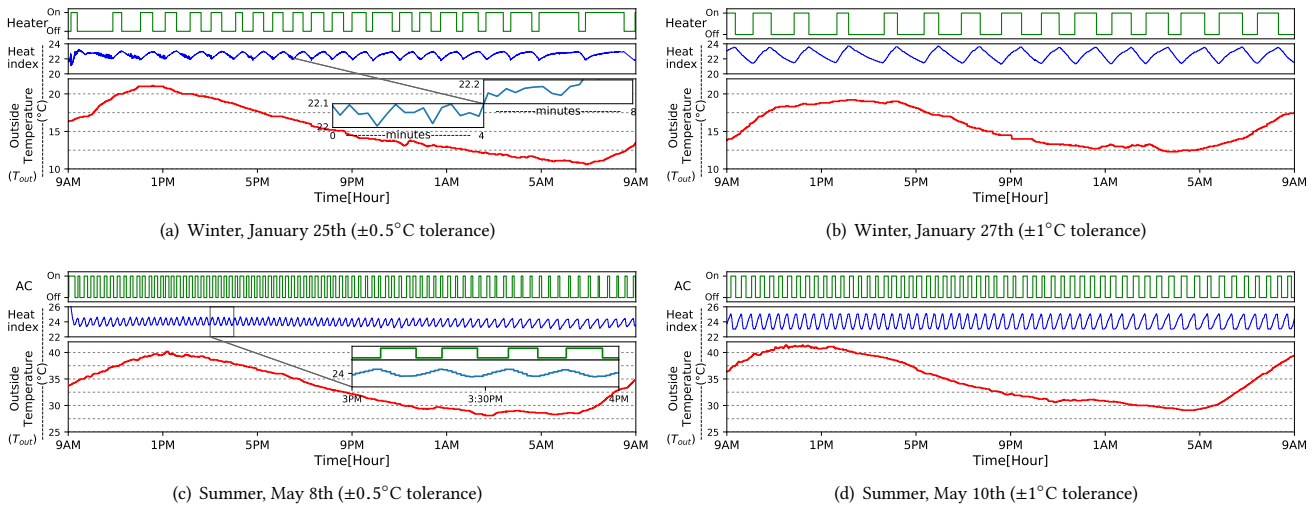 Heater
On
Off
Heat
index
24
22
20
Outside
Temperature
(°C)
(Tout)
20
15
10
22.2
22.1
22
0
minutes
4
minutes
8
9AM 1PM 5PM 9PM 1AM 5AM 9AM
Time[Hour]
(a) Winter, January 25th (±0.5°C tolerance)
Heater
On
Off
Heat
index
24
22
20
Outside
Temperature
(°C)
(Tout)
20
15
10
9AM 1PM 5PM 9PM 1AM 5AM 9AM
Time[Hour]
(b) Winter, January 27th (±1°C tolerance)
AC
On
Off
Heat
index
26
24
22
Outside
Temperature
(°C)
(Tout)
40
35
30
25
24
3PM 3:30PM 4PM
9AM 1PM 5PM 9PM 1AM 5AM 9AM
Time[Hour]
(c) Summer, May 8th (±0.5°C tolerance)
AC
On
Off
Heat
index
26
24
22
Outside
Temperature
(°C)
(Tout)
40
35
30
25
9AM 1PM 5PM 9PM 1AM 5AM 9AM
Time[Hour]
(d) Summer, May 10th (±1°C tolerance)